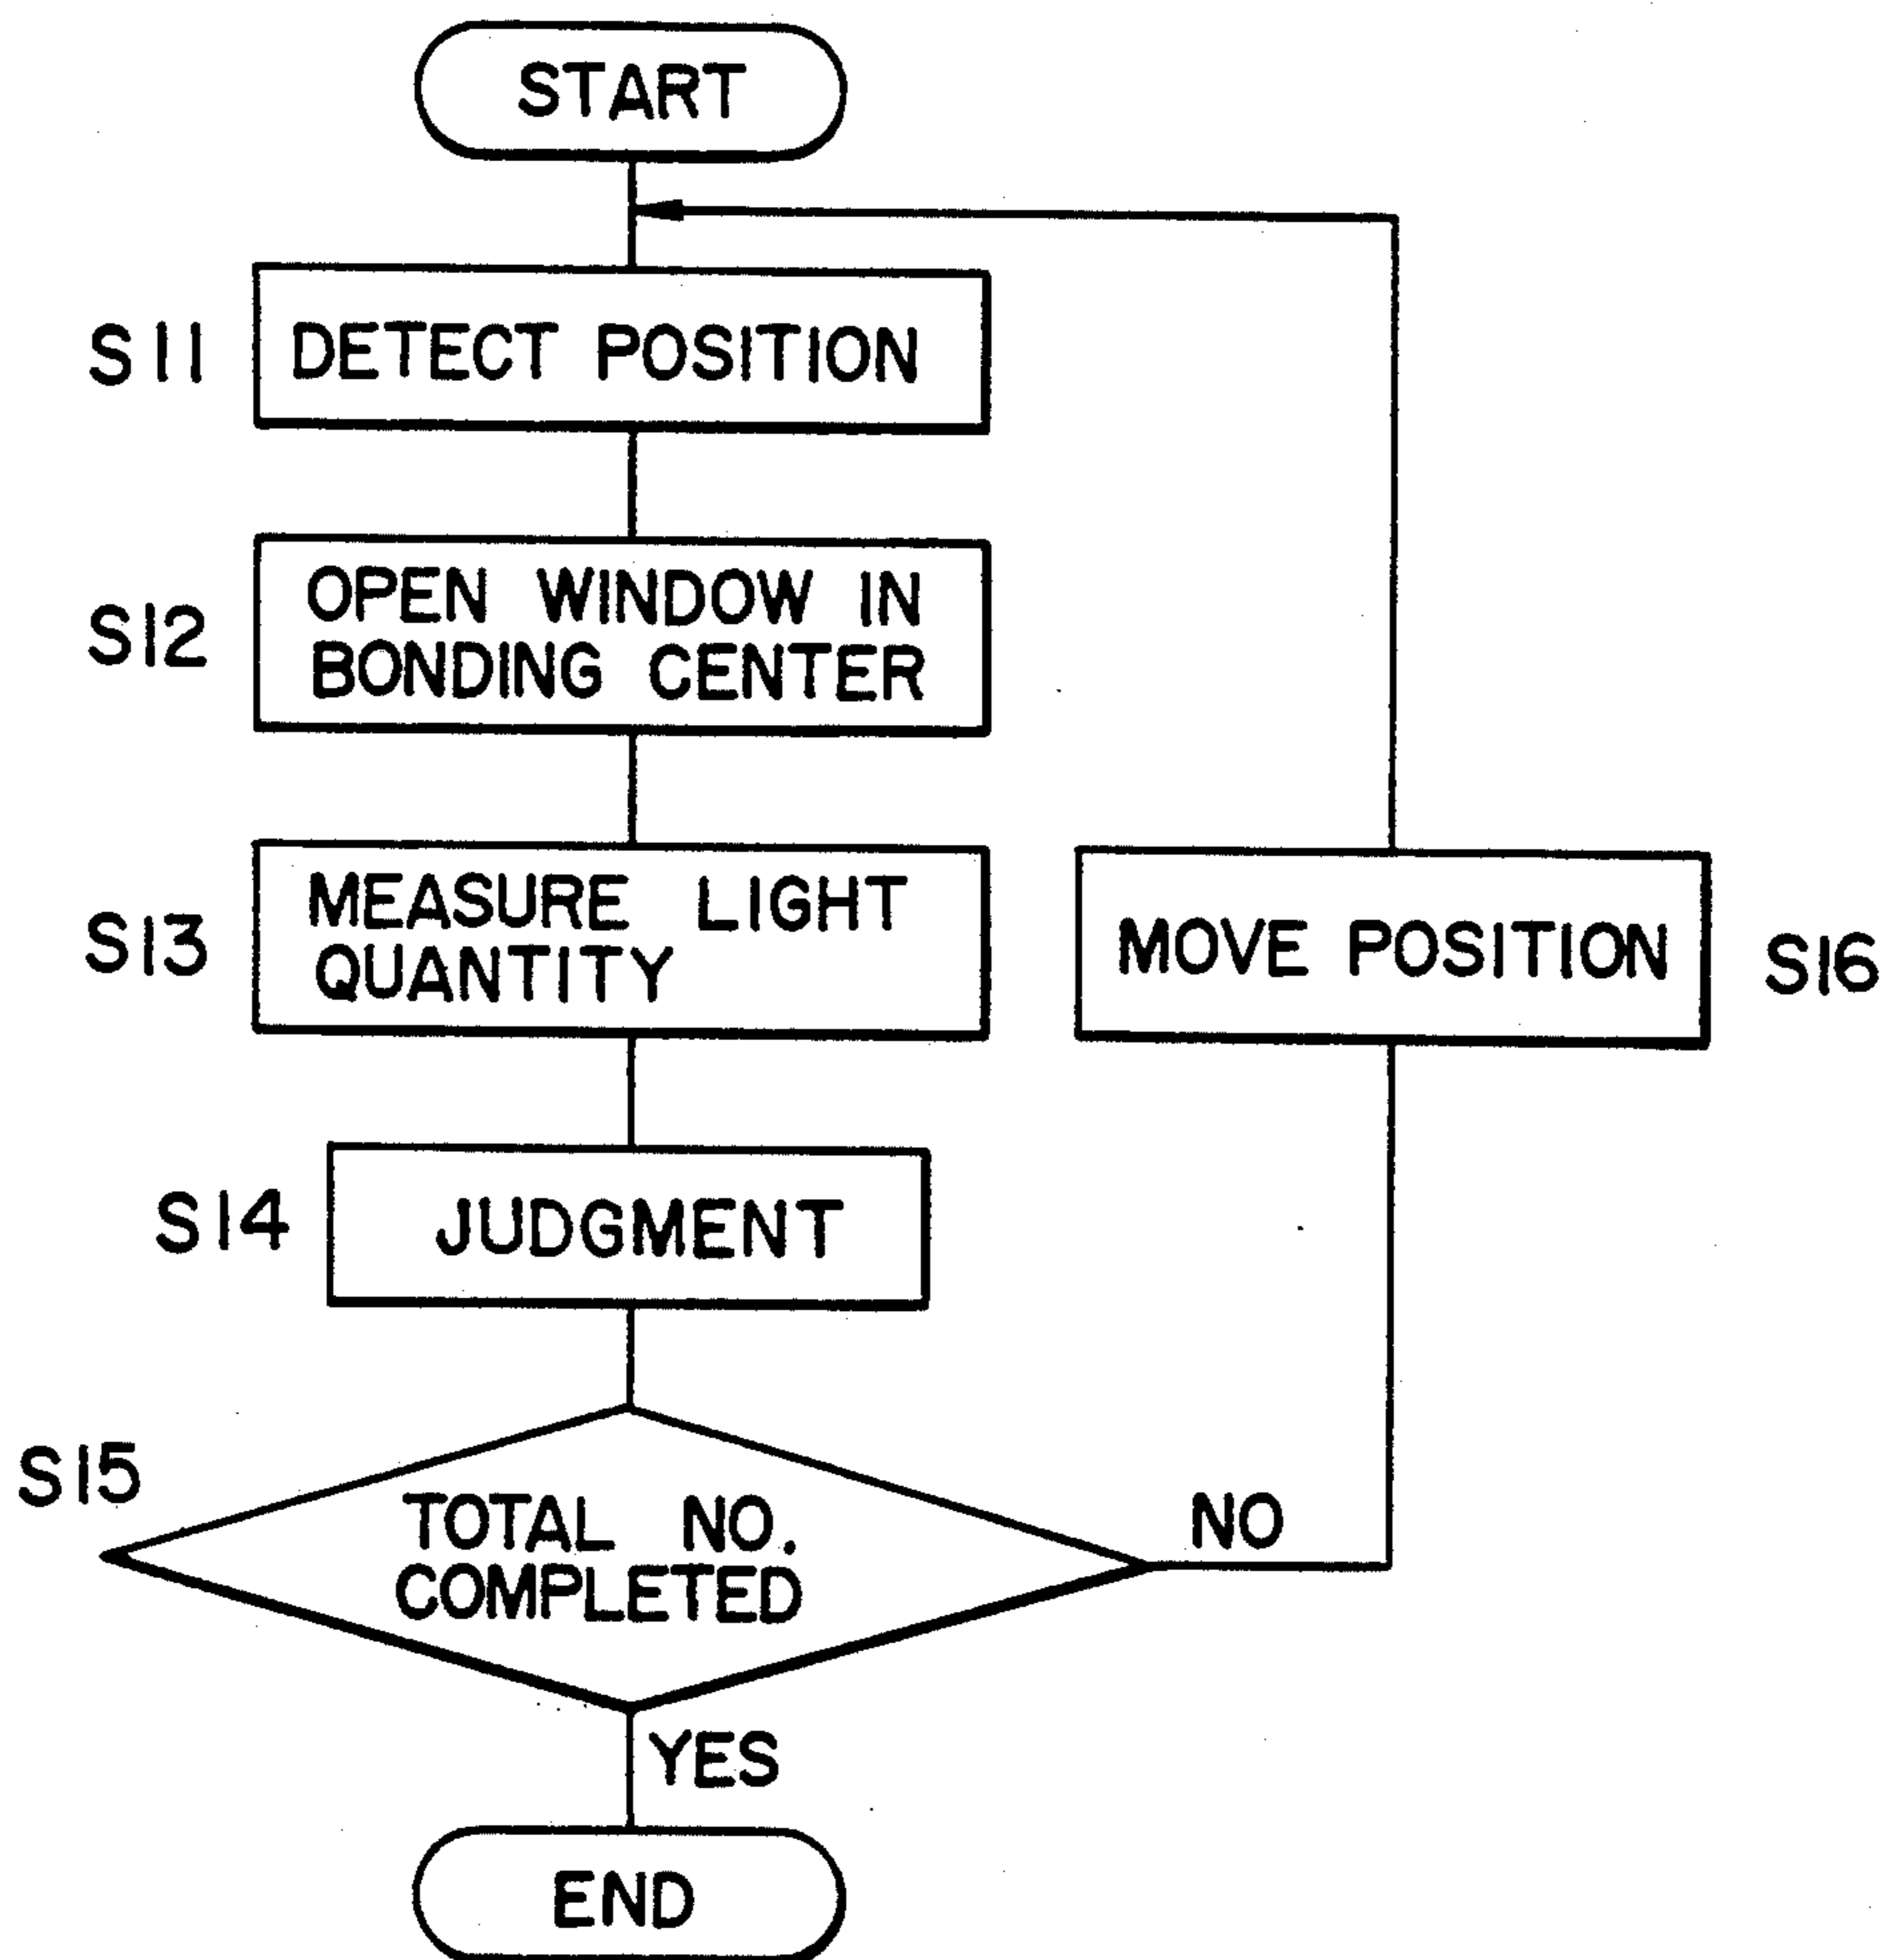 START
S11
DETECT POSITION
S12
OPEN WINDOW IN
BONDING CENTER
S13
MEASURE LIGHT
QUANTITY
MOVE POSITION
S16
S14
JUDGMENT
S15
TOTAL NO.
COMPLETED
NO
YES
END